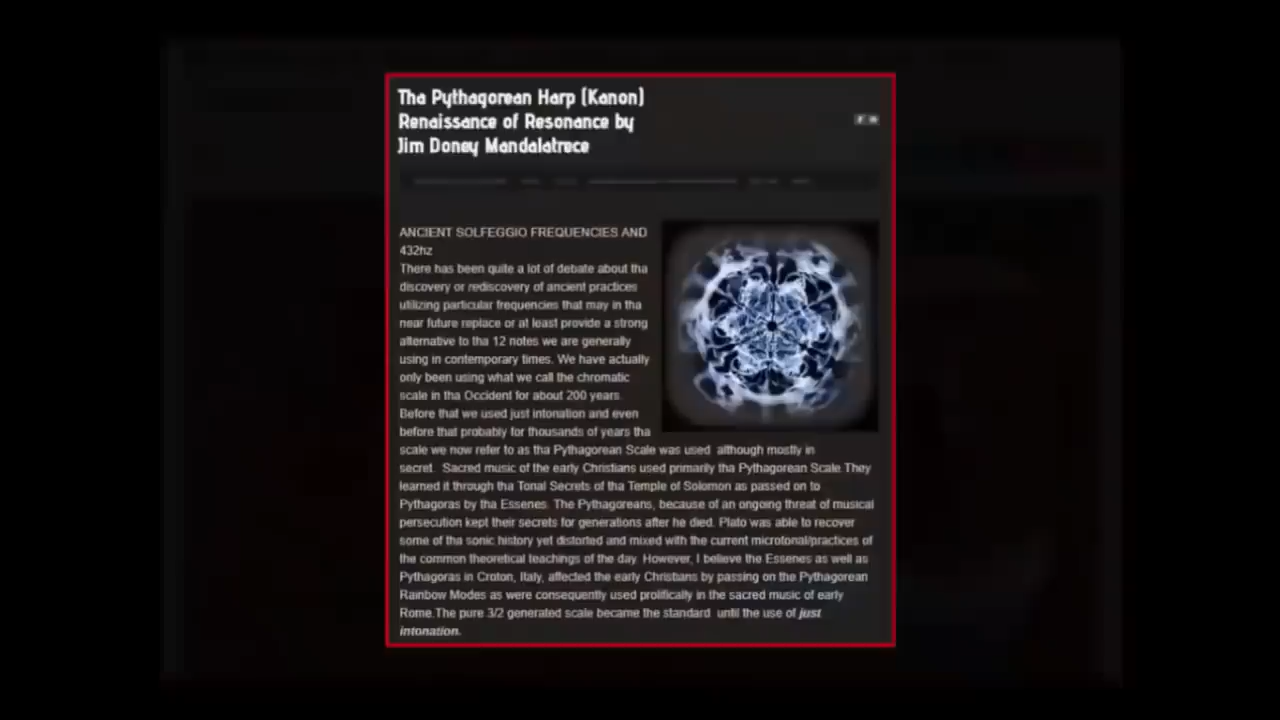 Tha Pythagorean Harp (Kanon)
Renaissance of Resonance by
Jim Doney Mandalatrece
ANCIENT SOLFEGGIO FREQUENCIES AND
432hz
There has been quite a lot of debate about tha
discovery or rediscovery of ancient practices
utilizing particular frequencies that may in tha
near future replace or at least provide a strong
alternative to tha 12 notes we are generally
using in contemporary times. We have actually
only been using what we call the chromatic
scale in tha Occident for about 200 years.
Before that we used just intonation and even
before that probably for thousands of years tha
scale we now refer to as tha Pythagorean Scale was used although mostly in
secret. Sacred music of the early Christians used primarily tha Pythagorean Scale.They
learned it through tha Tonal Secrets of tha Temple of Solomon as passed on to
Pythagoras by tha Essenes. The Pythagoreans, because of an ongoing threat of musical
persecution kept their secrets for generations after he died. Plato was able to recover
some of tha sonic history yet distorted and mixed with the current microtonal/practices of
the common theoretical teachings of the day. However, I believe the Essenes as well as
Pythagoras in Croton, Italy, affected the early Christians by passing on the Pythagorean
Rainbow Modes as were consequently used prolifically in the sacred music of early
Rome.The pure 3/2 generated scale became the standard until the use of just
intonation.